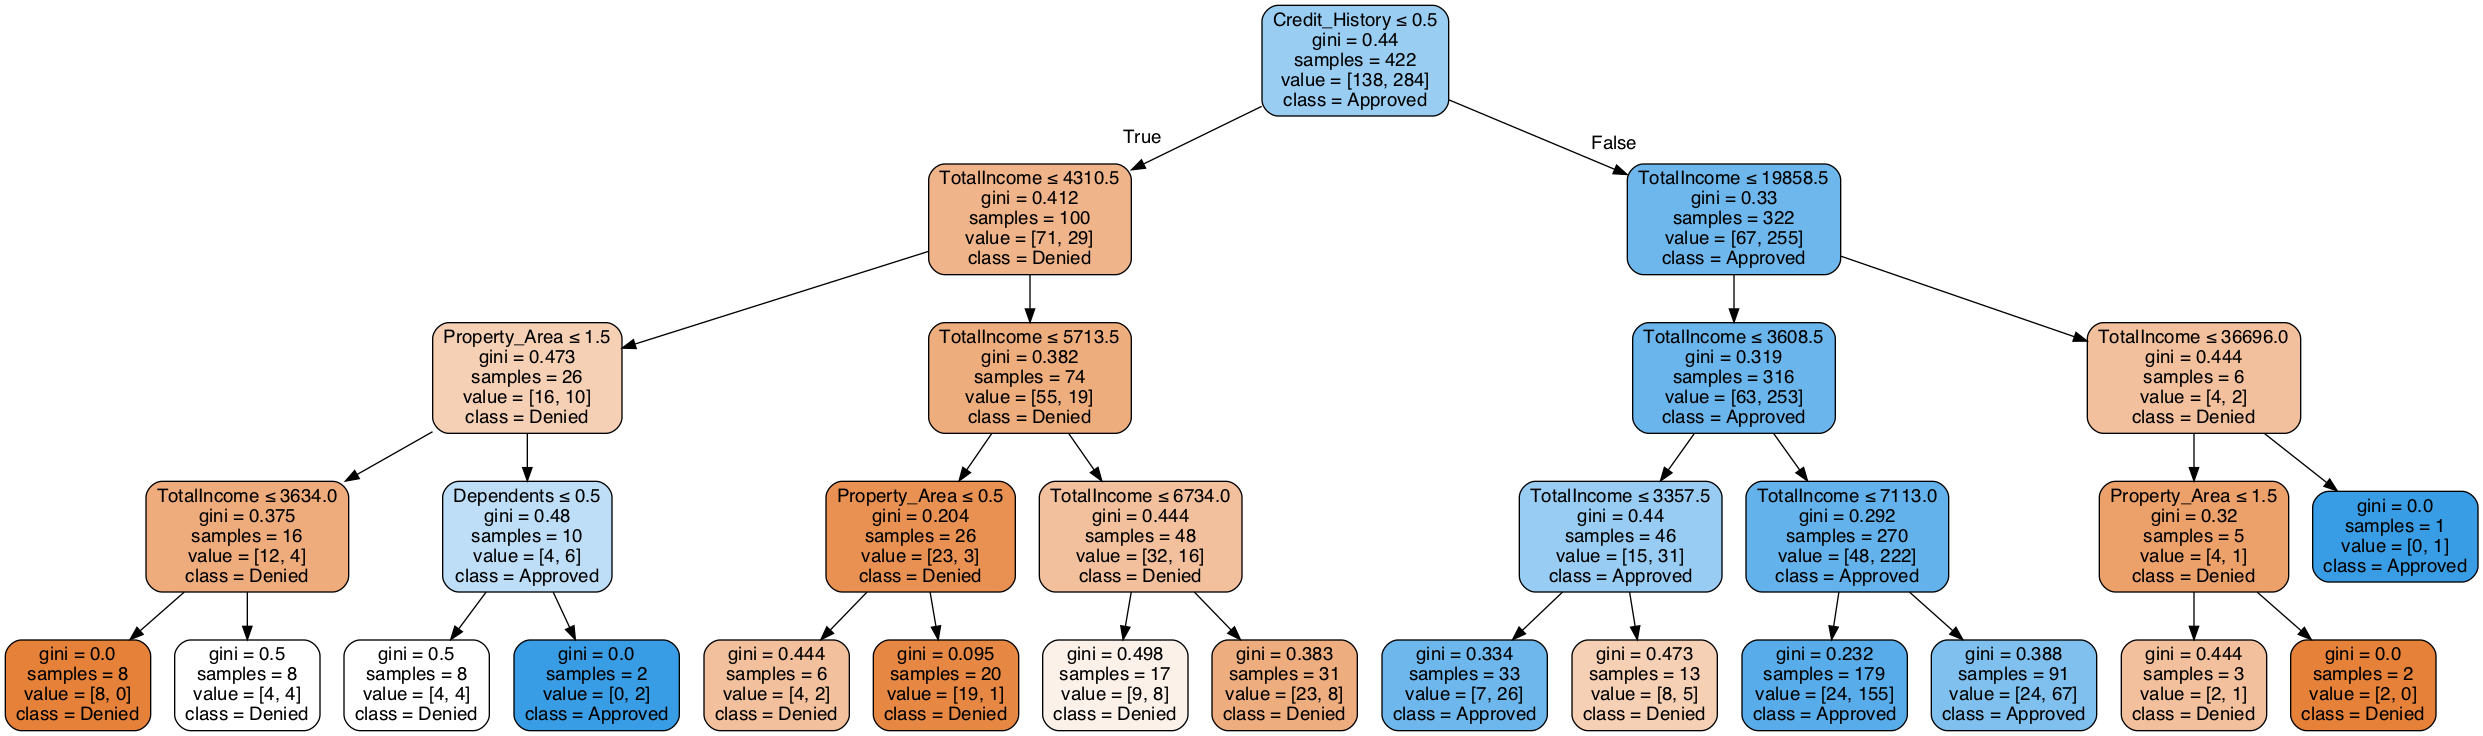 Credit_History ≤ 0.5
gini = 0.44
samples = 422
value = [138, 284]
class = Approved
True
False
TotalIncome ≤ 4310.5
gini = 0.412
samples = 100
value = [71, 29]
class = Denied
TotalIncome ≤ 19858.5
gini = 0.33
samples = 322
value = [67, 255]
class = Approved
Property_Area ≤ 1.5
gini = 0.473
samples = 26
value = [16, 10]
class = Denied
TotalIncome ≤ 5713.5
gini = 0.382
samples = 74
value = [55, 19]
class = Denied
TotalIncome ≤ 3608.5
gini = 0.319
samples = 316
value = [63, 253]
class = Approved
TotalIncome ≤ 36696.0
gini = 0.444
samples = 6
value = [4, 2]
class = Denied
TotalIncome ≤ 3634.0
gini = 0.375
samples = 16
value = [12, 4]
class = Denied
Dependents ≤ 0.5
gini = 0.48
samples = 10
value = [4, 6]
class = Approved
Property_Area ≤ 0.5
gini = 0.204
samples = 26
value = [23, 3]
class = Denied
TotalIncome ≤ 6734.0
gini = 0.444
samples = 48
value = [32, 16]
class = Denied
TotalIncome ≤ 3357.5
gini = 0.44
samples = 46
value = [15, 31]
class = Approved
TotalIncome ≤ 7113.0
gini = 0.292
samples = 270
value = [48, 222]
class = Approved
Property_Area ≤ 1.5
gini = 0.32
samples = 5
value = [4, 1]
class = Denied
gini = 0.0
samples = 1
value = [0, 1]
class = Approved
gini = 0.0
samples = 8
value = [8, 0]
class = Denied
gini = 0.5
samples = 8
value = [4, 4]
class = Denied
gini = 0.5
samples = 8
value = [4, 4]
class = Denied
gini = 0.0
samples = 2
value = [0, 2]
class = Approved
gini = 0.444
samples = 6
value = [4, 2]
class = Denied
gini = 0.095
samples = 20
value = [19, 1]
class = Denied
gini = 0.498
samples = 17
value = [9, 8]
class = Denied
gini = 0.383
samples = 31
value = [23, 8]
class = Denied
gini = 0.334
samples = 33
value = [7, 26]
class = Approved
gini = 0.473
samples = 13
value = [8, 5]
class = Denied
gini = 0.232
samples = 179
value = [24, 155]
class = Approved
gini = 0.388
samples = 91
value = [24, 67]
class = Approved
gini = 0.444
samples = 3
value = [2, 1]
class = Denied
gini = 0.0
samples = 2
value = [2, 0]
class = Denied